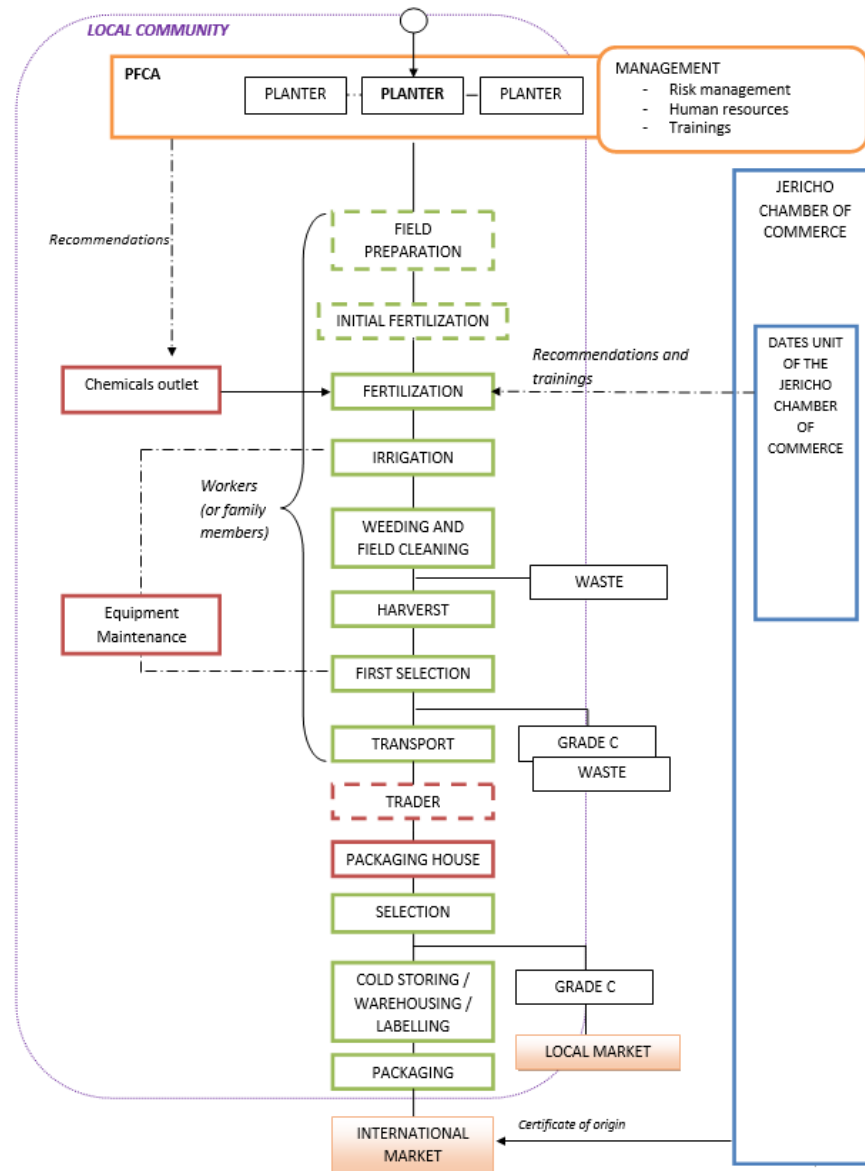 LOCAL COMMUNITY
PFCA
PLANTER
PLANTER
PLANTER
MANAGEMENT
- Risk management
- Human resources
- Trainings
JERICHO
CHAMBER OF
COMMERCE
Recommendations
FIELD
PREPARATION
INITIAL FERTILIZATION
Recommendations and
trainings
DATES UNIT
OF THE
JERICHO
CHAMBER
OF
COMMERCE
Chemicals outlet
FERTILIZATION
IRRIGATION
Workers
(or family
members)
WEEDING AND
FIELD CLEANING
WASTE
HARVERST
Equipment
Maintenance
FIRST SELECTION
TRANSPORT
GRADE C
WASTE
TRADER
PACKAGING HOUSE
SELECTION
COLD STORING /
WAREHOUSING /
LABELLING
GRADE C
LOCAL MARKET
PACKAGING
INTERNATIONAL
MARKET
Certificate of origin